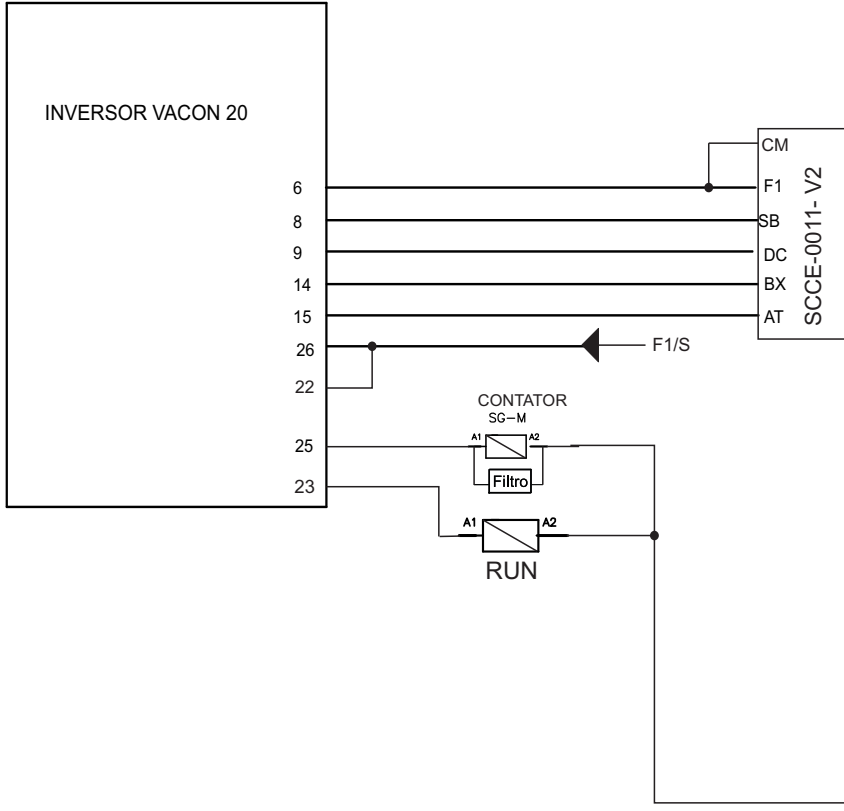 INVERSOR VACON 20
CM
6
F1
8
SB
9
DC
14
BX
15
AT
SCCE-0011- V2
26
F1/S
22
CONTATOR
SG-M
25
A1
A2
Filtro
23
A1
A2
RUN